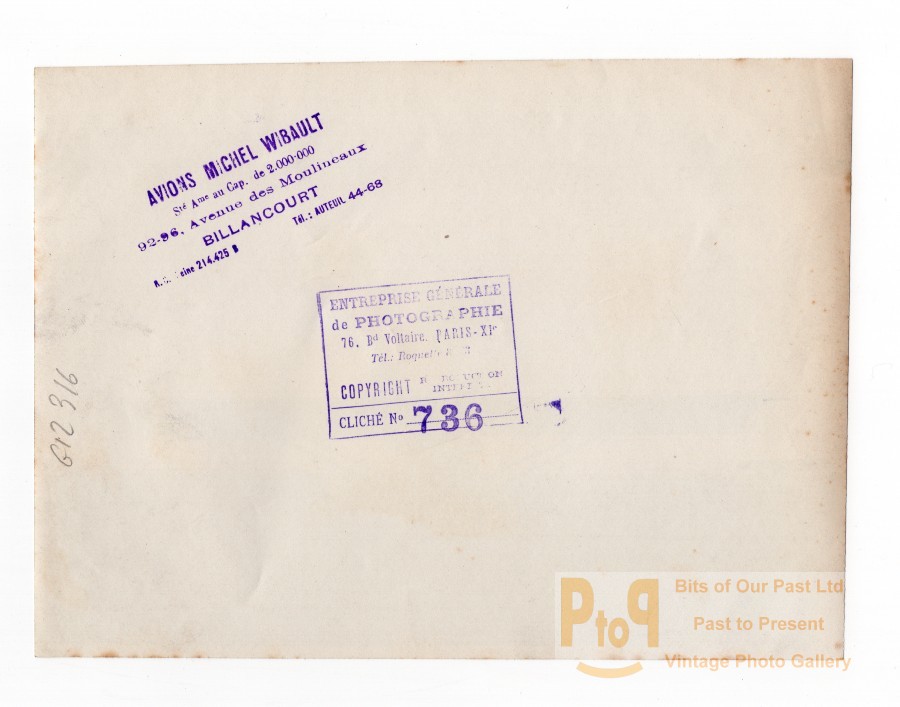 AVIONS MICHEL WIBAULT
Sté Ame au Cap. de 2.000.000
92-96, Avenue des Moulineaux
BILLANCOURT
Tél.: AUTEUIL 44-68
214.425 B
ENTREPRISE GÉNÉRALE
de PHOTOGRAPHIE
76, Bd Voltaire, PARIS-XIe
Tél.:
COPYRIGHT
CLICHÉ No 736
PtoP
Bits of Our Past Ltd
Past to Present
Vintage Photo Gallery